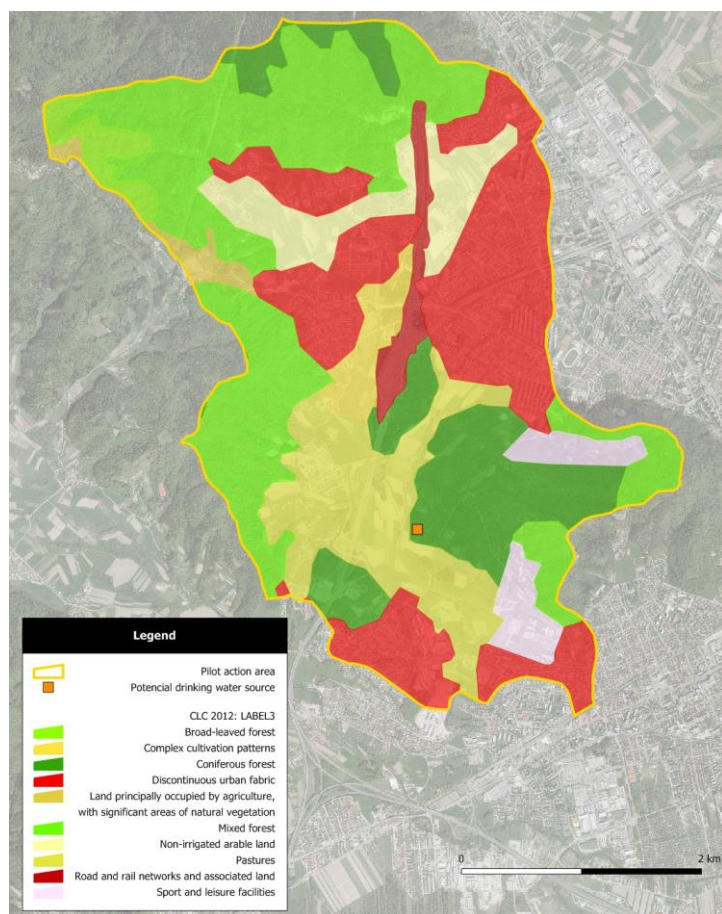 Legend
Pilot action area
Potencial drinking water source
CLC 2012: LABEL3
Broad-leaved forest
Complex cultivation patterns
Coniferous forest
Discontinuous urban fabric
Land principally occupied by agriculture,
with significant areas of natural vegetation
Mixed forest
Non-irrigated arable land
Pastures
Road and rail networks and associated land
Sport and leisure facilities
0
2 km